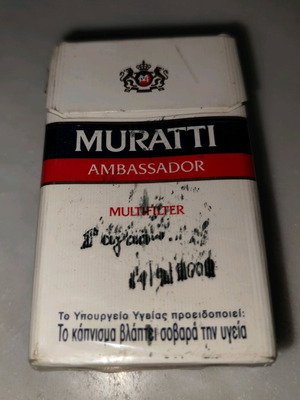 M
MURATTI
AMBASSADOR
MULTIFILTER
Το Υπουργείο Υγείας προειδοποιεί:
Το κάπνισμα βλάπτει σοβαρά την υγεία